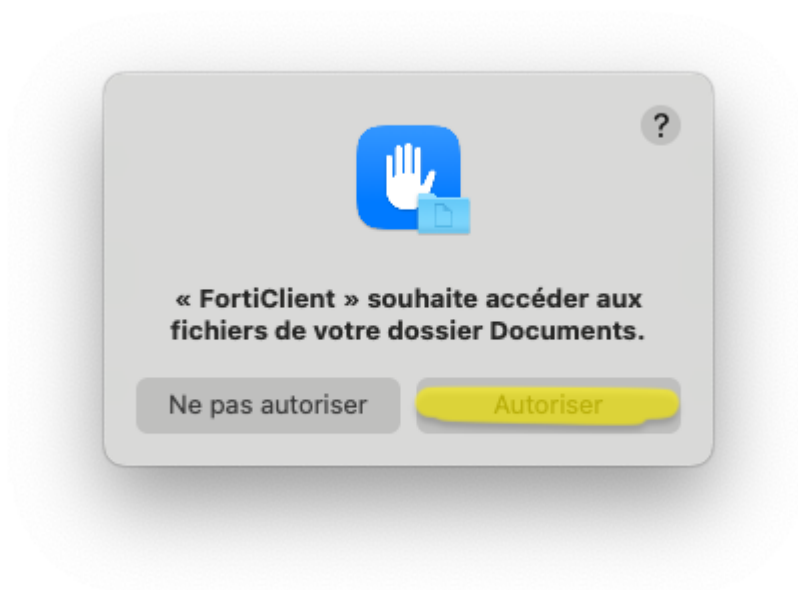 ?
« FortiClient » souhaite accéder aux
fichiers de votre dossier Documents.
Ne pas autoriser
Autoriser